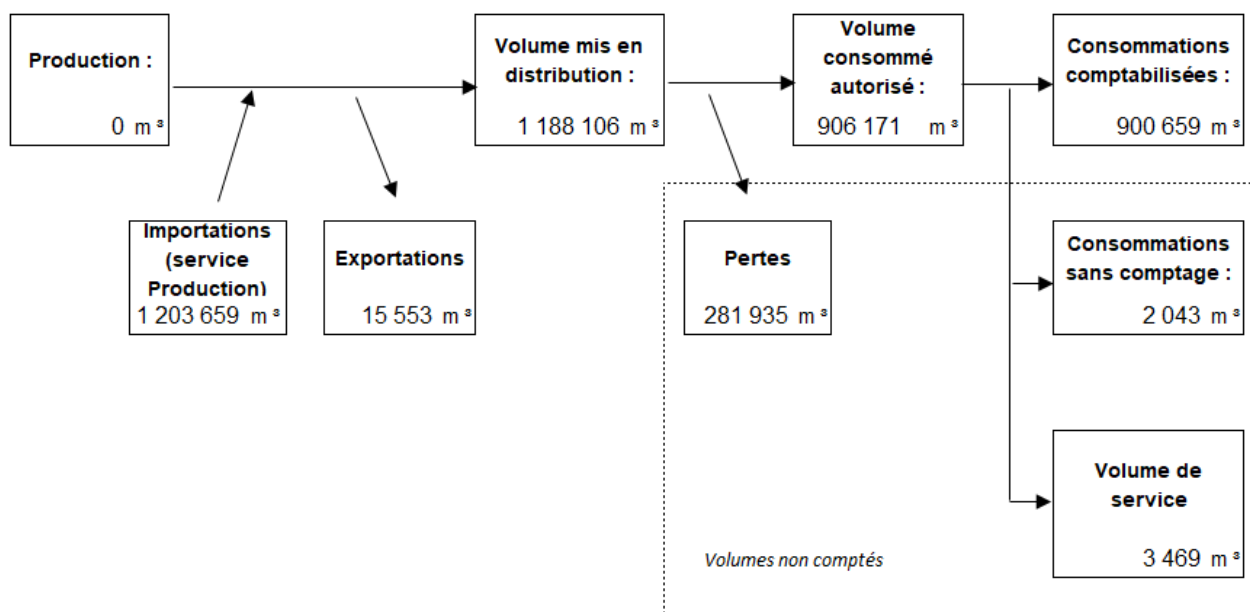 Production :
0 m³
Volume mis en
distribution :
1 188 106 m³
Volume
consommé
autorisé :
906 171 m³
Consommations
comptabilisées :
900 659 m³
Importations
(service
Production)
1 203 659 m³
Exportations
15 553 m³
Pertes
281 935 m³
Consommations
sans comptage :
2 043 m³
Volume de
service
3 469 m³
Volumes non comptés